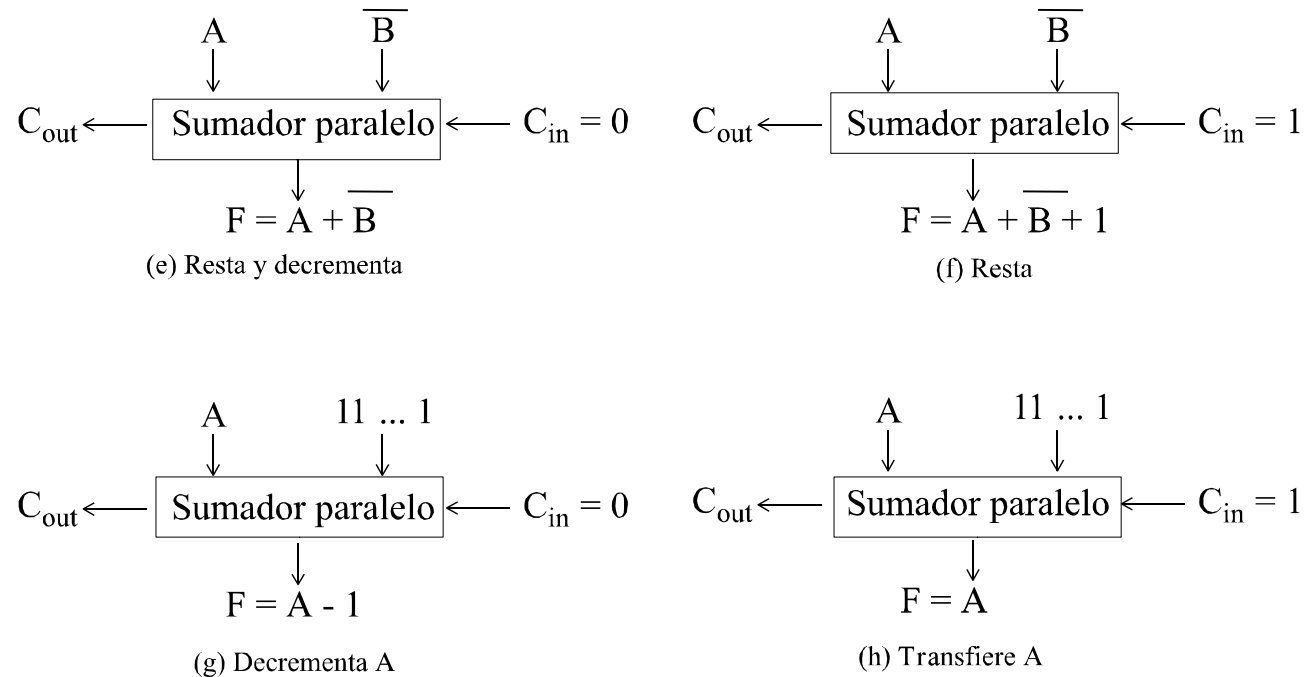 A B̅ A B̅
C_out Sumador paralelo C_in = 0 C_out Sumador paralelo C_in = 1
F = A + B̅ F = A + B̅ + 1
(e) Resta y decrementa (f) Resta
A 11 ... 1 A 11 ... 1
C_out Sumador paralelo C_in = 0 C_out Sumador paralelo C_in = 1
F = A - 1 F = A
(g) Decrementa A (h) Transfiere A